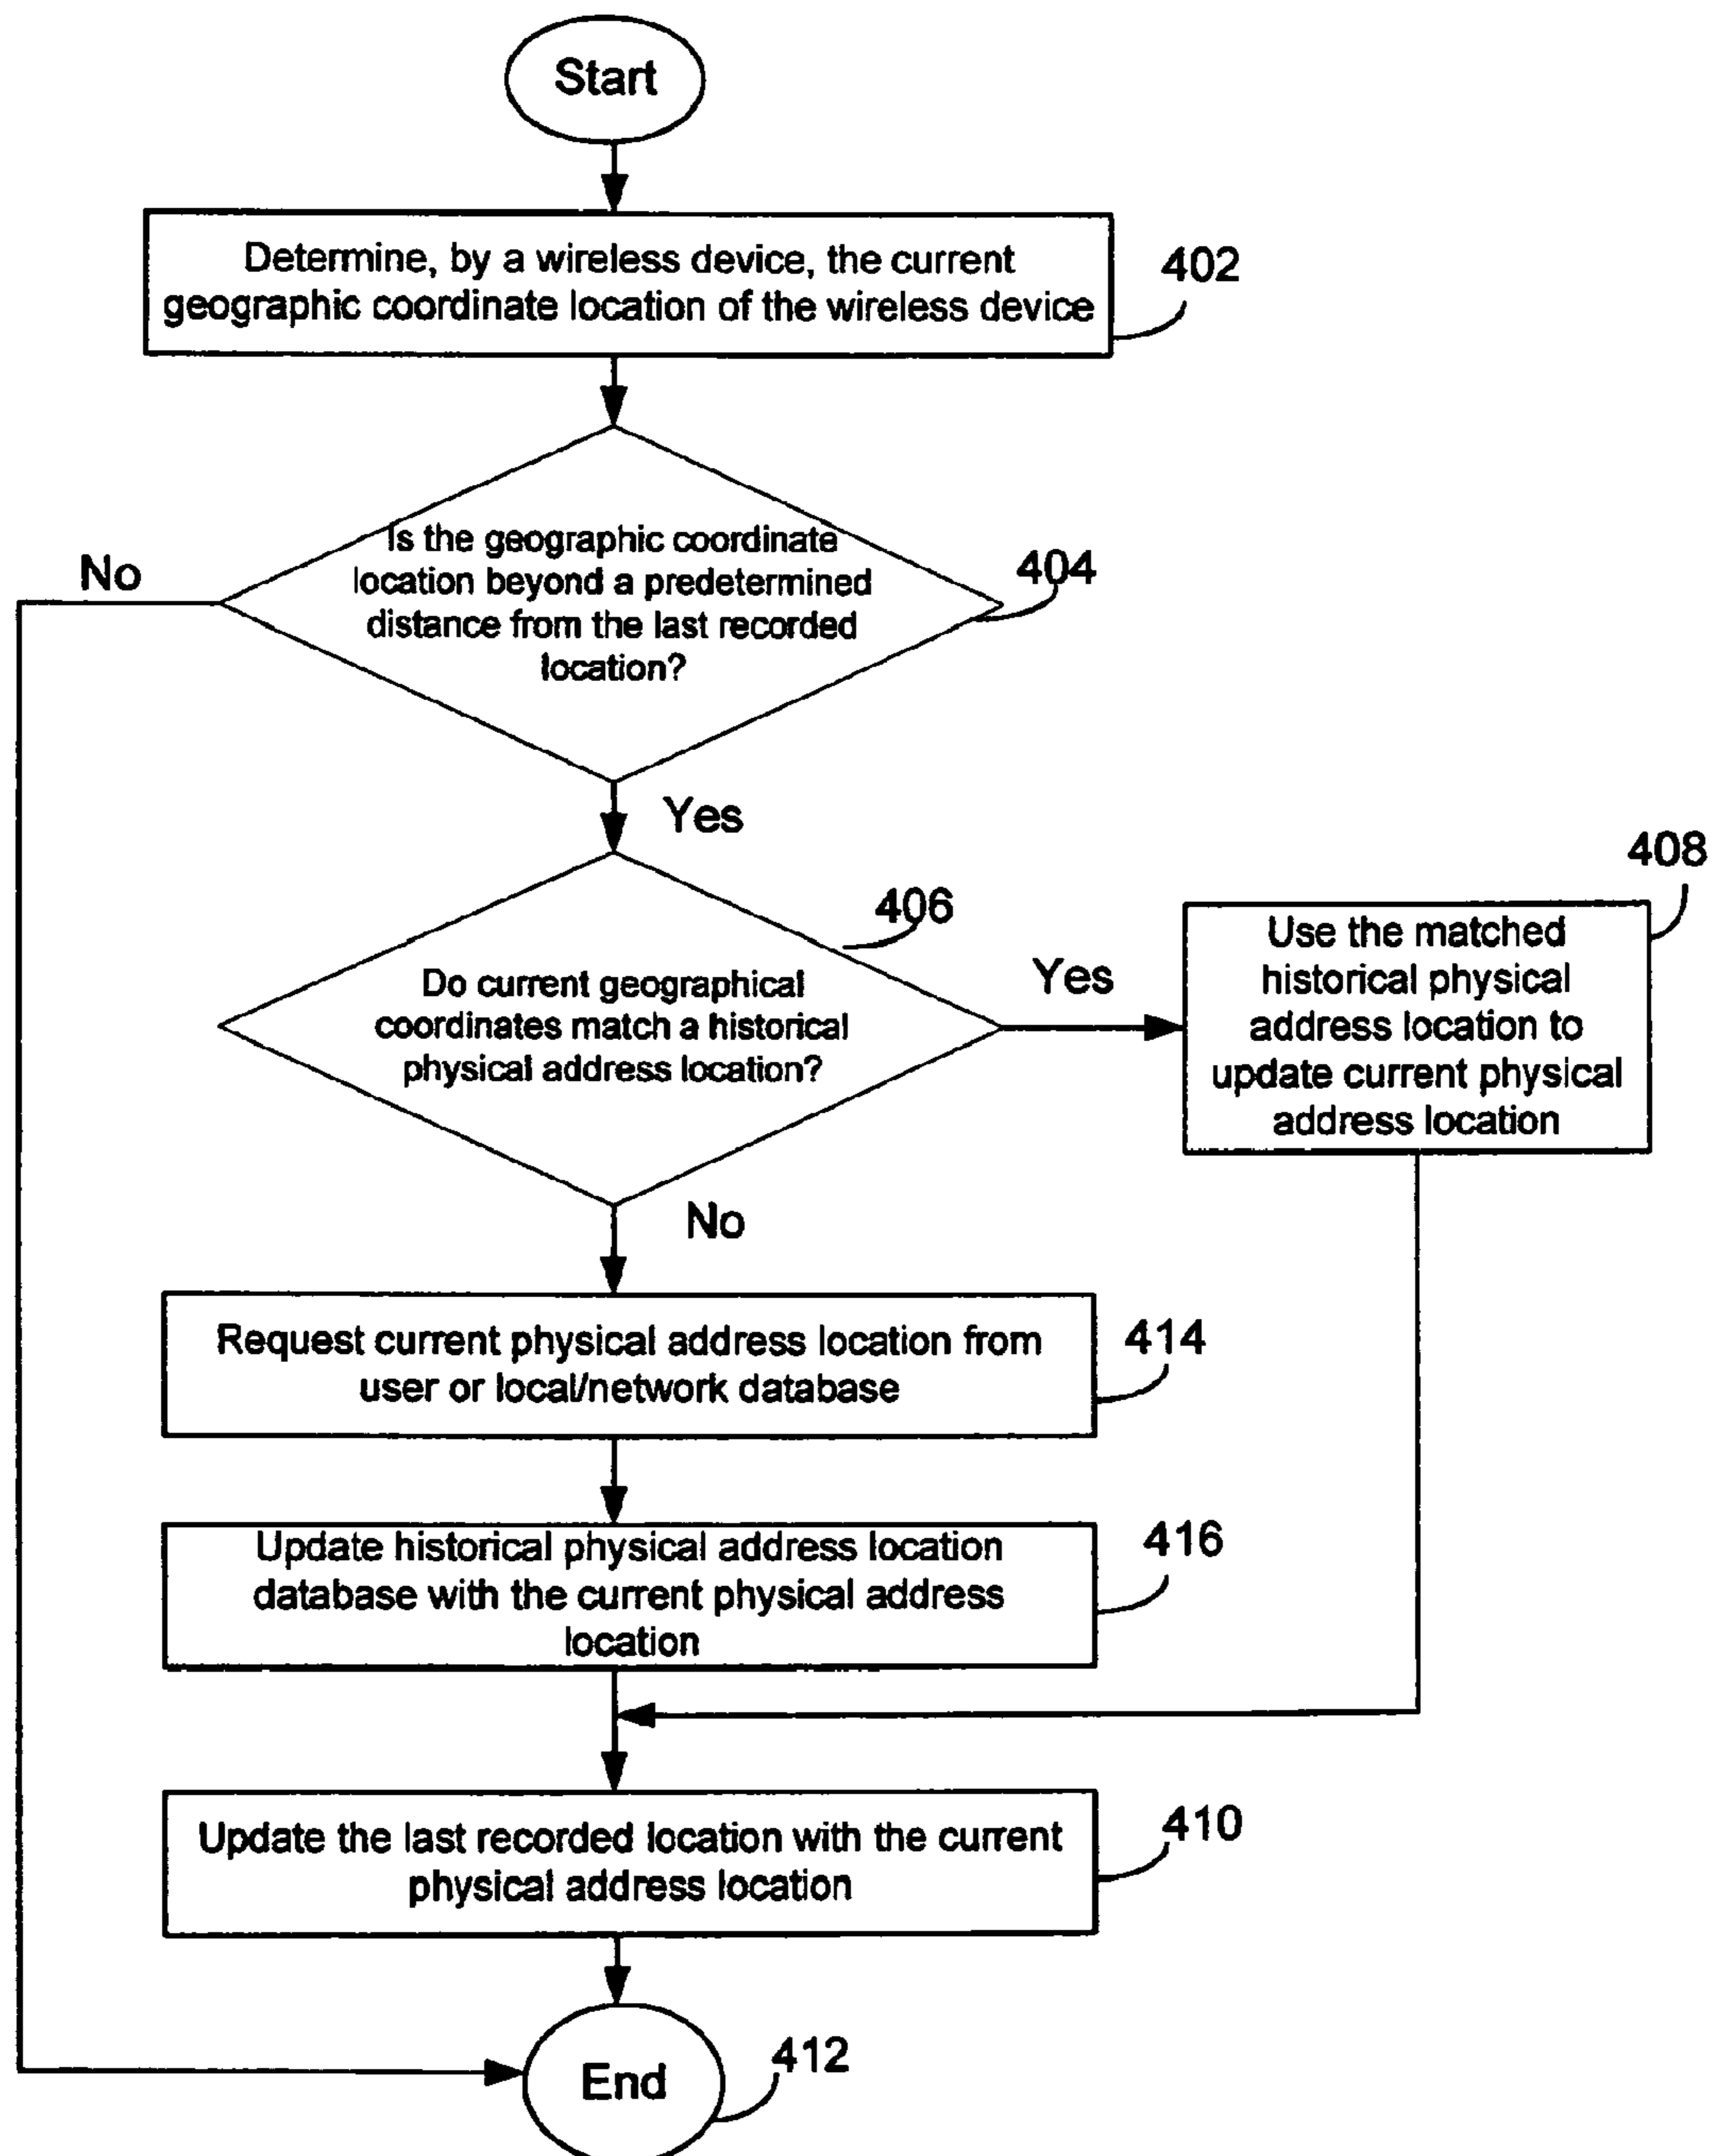 Start
Determine, by a wireless device, the current
geographic coordinate location of the wireless device
402
Is the geographic coordinate
location beyond a predetermined
distance from the last recorded
location?
404
No
Yes
406
Do current geographical
coordinates match a historical
physical address location?
Yes
408
Use the matched
historical physical
address location to
update current physical
address location
No
Request current physical address location from
user or local/network database
414
Update historical physical address location
database with the current physical address
location
416
Update the last recorded location with the current
physical address location
410
End
412